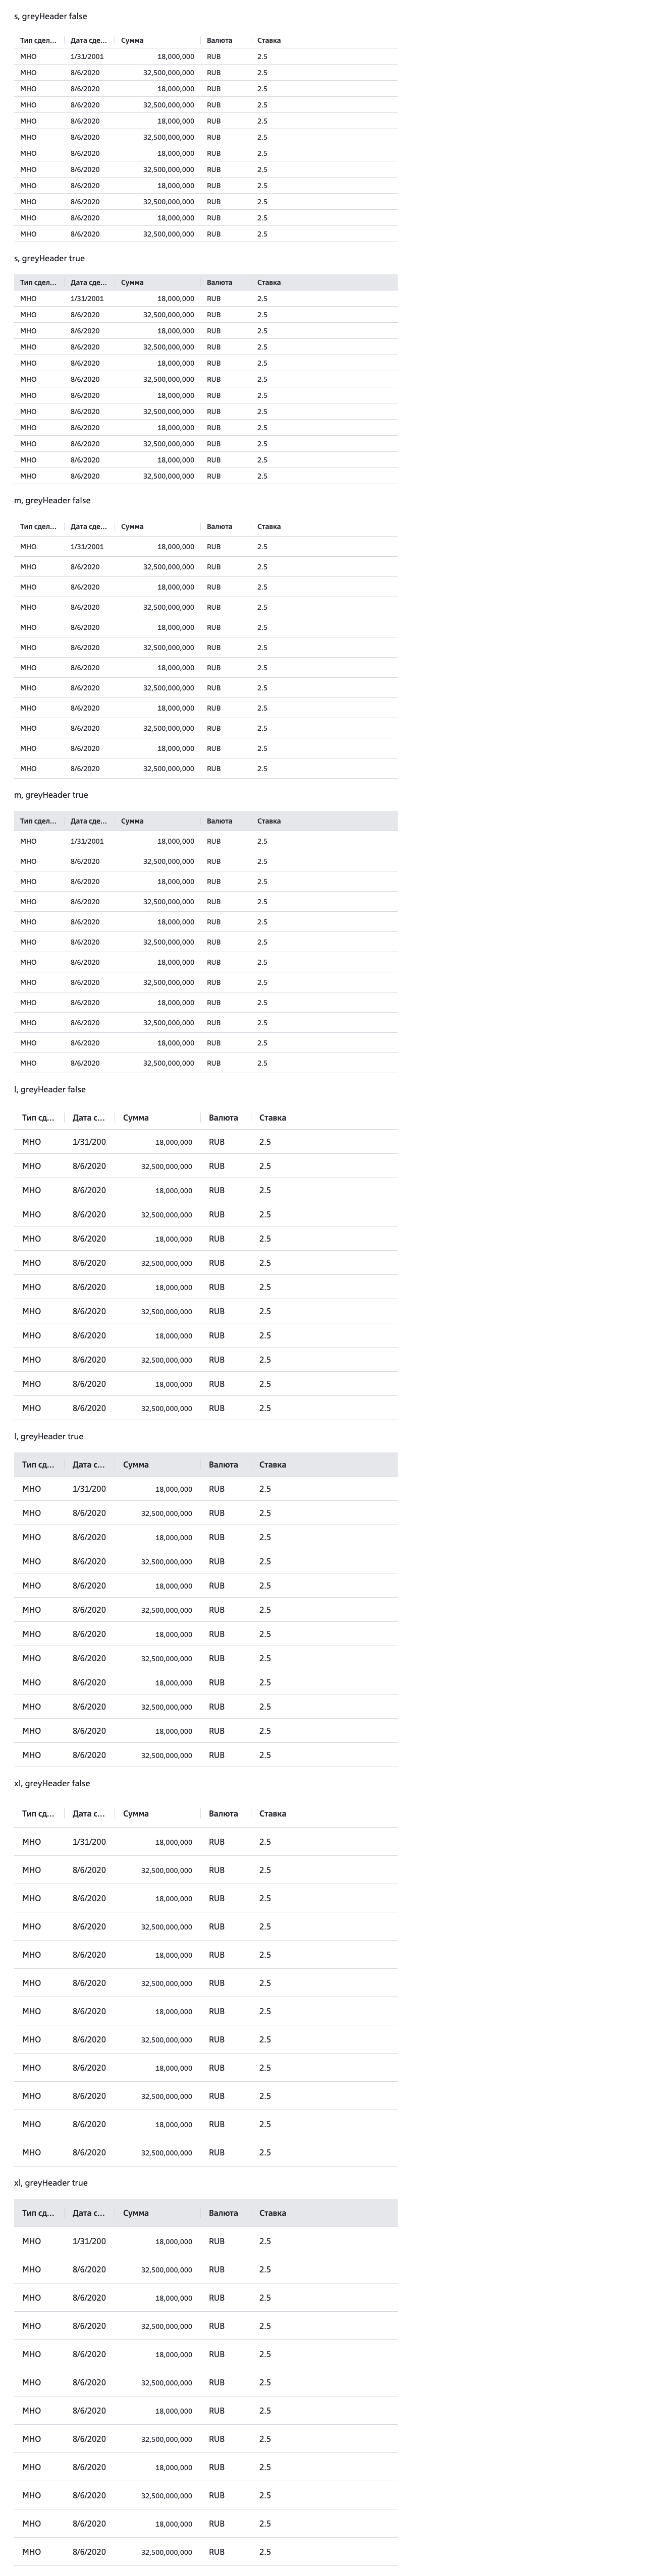 s, greyHeader false
Тип сдел... Дата сде... Сумма Валюта Ставка
МНО 1/31/2001 18,000,000 RUB 2.5
МНО 8/6/2020 32,500,000,000 RUB 2.5
МНО 8/6/2020 18,000,000 RUB 2.5
МНО 8/6/2020 32,500,000,000 RUB 2.5
МНО 8/6/2020 18,000,000 RUB 2.5
МНО 8/6/2020 32,500,000,000 RUB 2.5
МНО 8/6/2020 18,000,000 RUB 2.5
МНО 8/6/2020 32,500,000,000 RUB 2.5
МНО 8/6/2020 18,000,000 RUB 2.5
МНО 8/6/2020 32,500,000,000 RUB 2.5
МНО 8/6/2020 18,000,000 RUB 2.5
МНО 8/6/2020 32,500,000,000 RUB 2.5
s, greyHeader true
Тип сдел... Дата сде... Сумма Валюта Ставка
МНО 1/31/2001 18,000,000 RUB 2.5
МНО 8/6/2020 32,500,000,000 RUB 2.5
МНО 8/6/2020 18,000,000 RUB 2.5
МНО 8/6/2020 32,500,000,000 RUB 2.5
МНО 8/6/2020 18,000,000 RUB 2.5
МНО 8/6/2020 32,500,000,000 RUB 2.5
МНО 8/6/2020 18,000,000 RUB 2.5
МНО 8/6/2020 32,500,000,000 RUB 2.5
МНО 8/6/2020 18,000,000 RUB 2.5
МНО 8/6/2020 32,500,000,000 RUB 2.5
МНО 8/6/2020 18,000,000 RUB 2.5
МНО 8/6/2020 32,500,000,000 RUB 2.5
m, greyHeader false
Тип сдел... Дата сде... Сумма Валюта Ставка
МНО 1/31/2001 18,000,000 RUB 2.5
МНО 8/6/2020 32,500,000,000 RUB 2.5
МНО 8/6/2020 18,000,000 RUB 2.5
МНО 8/6/2020 32,500,000,000 RUB 2.5
МНО 8/6/2020 18,000,000 RUB 2.5
МНО 8/6/2020 32,500,000,000 RUB 2.5
МНО 8/6/2020 18,000,000 RUB 2.5
МНО 8/6/2020 32,500,000,000 RUB 2.5
МНО 8/6/2020 18,000,000 RUB 2.5
МНО 8/6/2020 32,500,000,000 RUB 2.5
МНО 8/6/2020 18,000,000 RUB 2.5
МНО 8/6/2020 32,500,000,000 RUB 2.5
m, greyHeader true
Тип сдел... Дата сде... Сумма Валюта Ставка
МНО 1/31/2001 18,000,000 RUB 2.5
МНО 8/6/2020 32,500,000,000 RUB 2.5
МНО 8/6/2020 18,000,000 RUB 2.5
МНО 8/6/2020 32,500,000,000 RUB 2.5
МНО 8/6/2020 18,000,000 RUB 2.5
МНО 8/6/2020 32,500,000,000 RUB 2.5
МНО 8/6/2020 18,000,000 RUB 2.5
МНО 8/6/2020 32,500,000,000 RUB 2.5
МНО 8/6/2020 18,000,000 RUB 2.5
МНО 8/6/2020 32,500,000,000 RUB 2.5
МНО 8/6/2020 18,000,000 RUB 2.5
МНО 8/6/2020 32,500,000,000 RUB 2.5
l, greyHeader false
Тип сд... Дата с... Сумма Валюта Ставка
МНО 1/31/200 18,000,000 RUB 2.5
МНО 8/6/2020 32,500,000,000 RUB 2.5
МНО 8/6/2020 18,000,000 RUB 2.5
МНО 8/6/2020 32,500,000,000 RUB 2.5
МНО 8/6/2020 18,000,000 RUB 2.5
МНО 8/6/2020 32,500,000,000 RUB 2.5
МНО 8/6/2020 18,000,000 RUB 2.5
МНО 8/6/2020 32,500,000,000 RUB 2.5
МНО 8/6/2020 18,000,000 RUB 2.5
МНО 8/6/2020 32,500,000,000 RUB 2.5
МНО 8/6/2020 18,000,000 RUB 2.5
МНО 8/6/2020 32,500,000,000 RUB 2.5
l, greyHeader true
Тип сд... Дата с... Сумма Валюта Ставка
МНО 1/31/200 18,000,000 RUB 2.5
МНО 8/6/2020 32,500,000,000 RUB 2.5
МНО 8/6/2020 18,000,000 RUB 2.5
МНО 8/6/2020 32,500,000,000 RUB 2.5
МНО 8/6/2020 18,000,000 RUB 2.5
МНО 8/6/2020 32,500,000,000 RUB 2.5
МНО 8/6/2020 18,000,000 RUB 2.5
МНО 8/6/2020 32,500,000,000 RUB 2.5
МНО 8/6/2020 18,000,000 RUB 2.5
МНО 8/6/2020 32,500,000,000 RUB 2.5
МНО 8/6/2020 18,000,000 RUB 2.5
МНО 8/6/2020 32,500,000,000 RUB 2.5
xl, greyHeader false
Тип сд... Дата с... Сумма Валюта Ставка
МНО 1/31/200 18,000,000 RUB 2.5
МНО 8/6/2020 32,500,000,000 RUB 2.5
МНО 8/6/2020 18,000,000 RUB 2.5
МНО 8/6/2020 32,500,000,000 RUB 2.5
МНО 8/6/2020 18,000,000 RUB 2.5
МНО 8/6/2020 32,500,000,000 RUB 2.5
МНО 8/6/2020 18,000,000 RUB 2.5
МНО 8/6/2020 32,500,000,000 RUB 2.5
МНО 8/6/2020 18,000,000 RUB 2.5
МНО 8/6/2020 32,500,000,000 RUB 2.5
МНО 8/6/2020 18,000,000 RUB 2.5
МНО 8/6/2020 32,500,000,000 RUB 2.5
xl, greyHeader true
Тип сд... Дата с... Сумма Валюта Ставка
МНО 1/31/200 18,000,000 RUB 2.5
МНО 8/6/2020 32,500,000,000 RUB 2.5
МНО 8/6/2020 18,000,000 RUB 2.5
МНО 8/6/2020 32,500,000,000 RUB 2.5
МНО 8/6/2020 18,000,000 RUB 2.5
МНО 8/6/2020 32,500,000,000 RUB 2.5
МНО 8/6/2020 18,000,000 RUB 2.5
МНО 8/6/2020 32,500,000,000 RUB 2.5
МНО 8/6/2020 18,000,000 RUB 2.5
МНО 8/6/2020 32,500,000,000 RUB 2.5
МНО 8/6/2020 18,000,000 RUB 2.5
МНО 8/6/2020 32,500,000,000 RUB 2.5